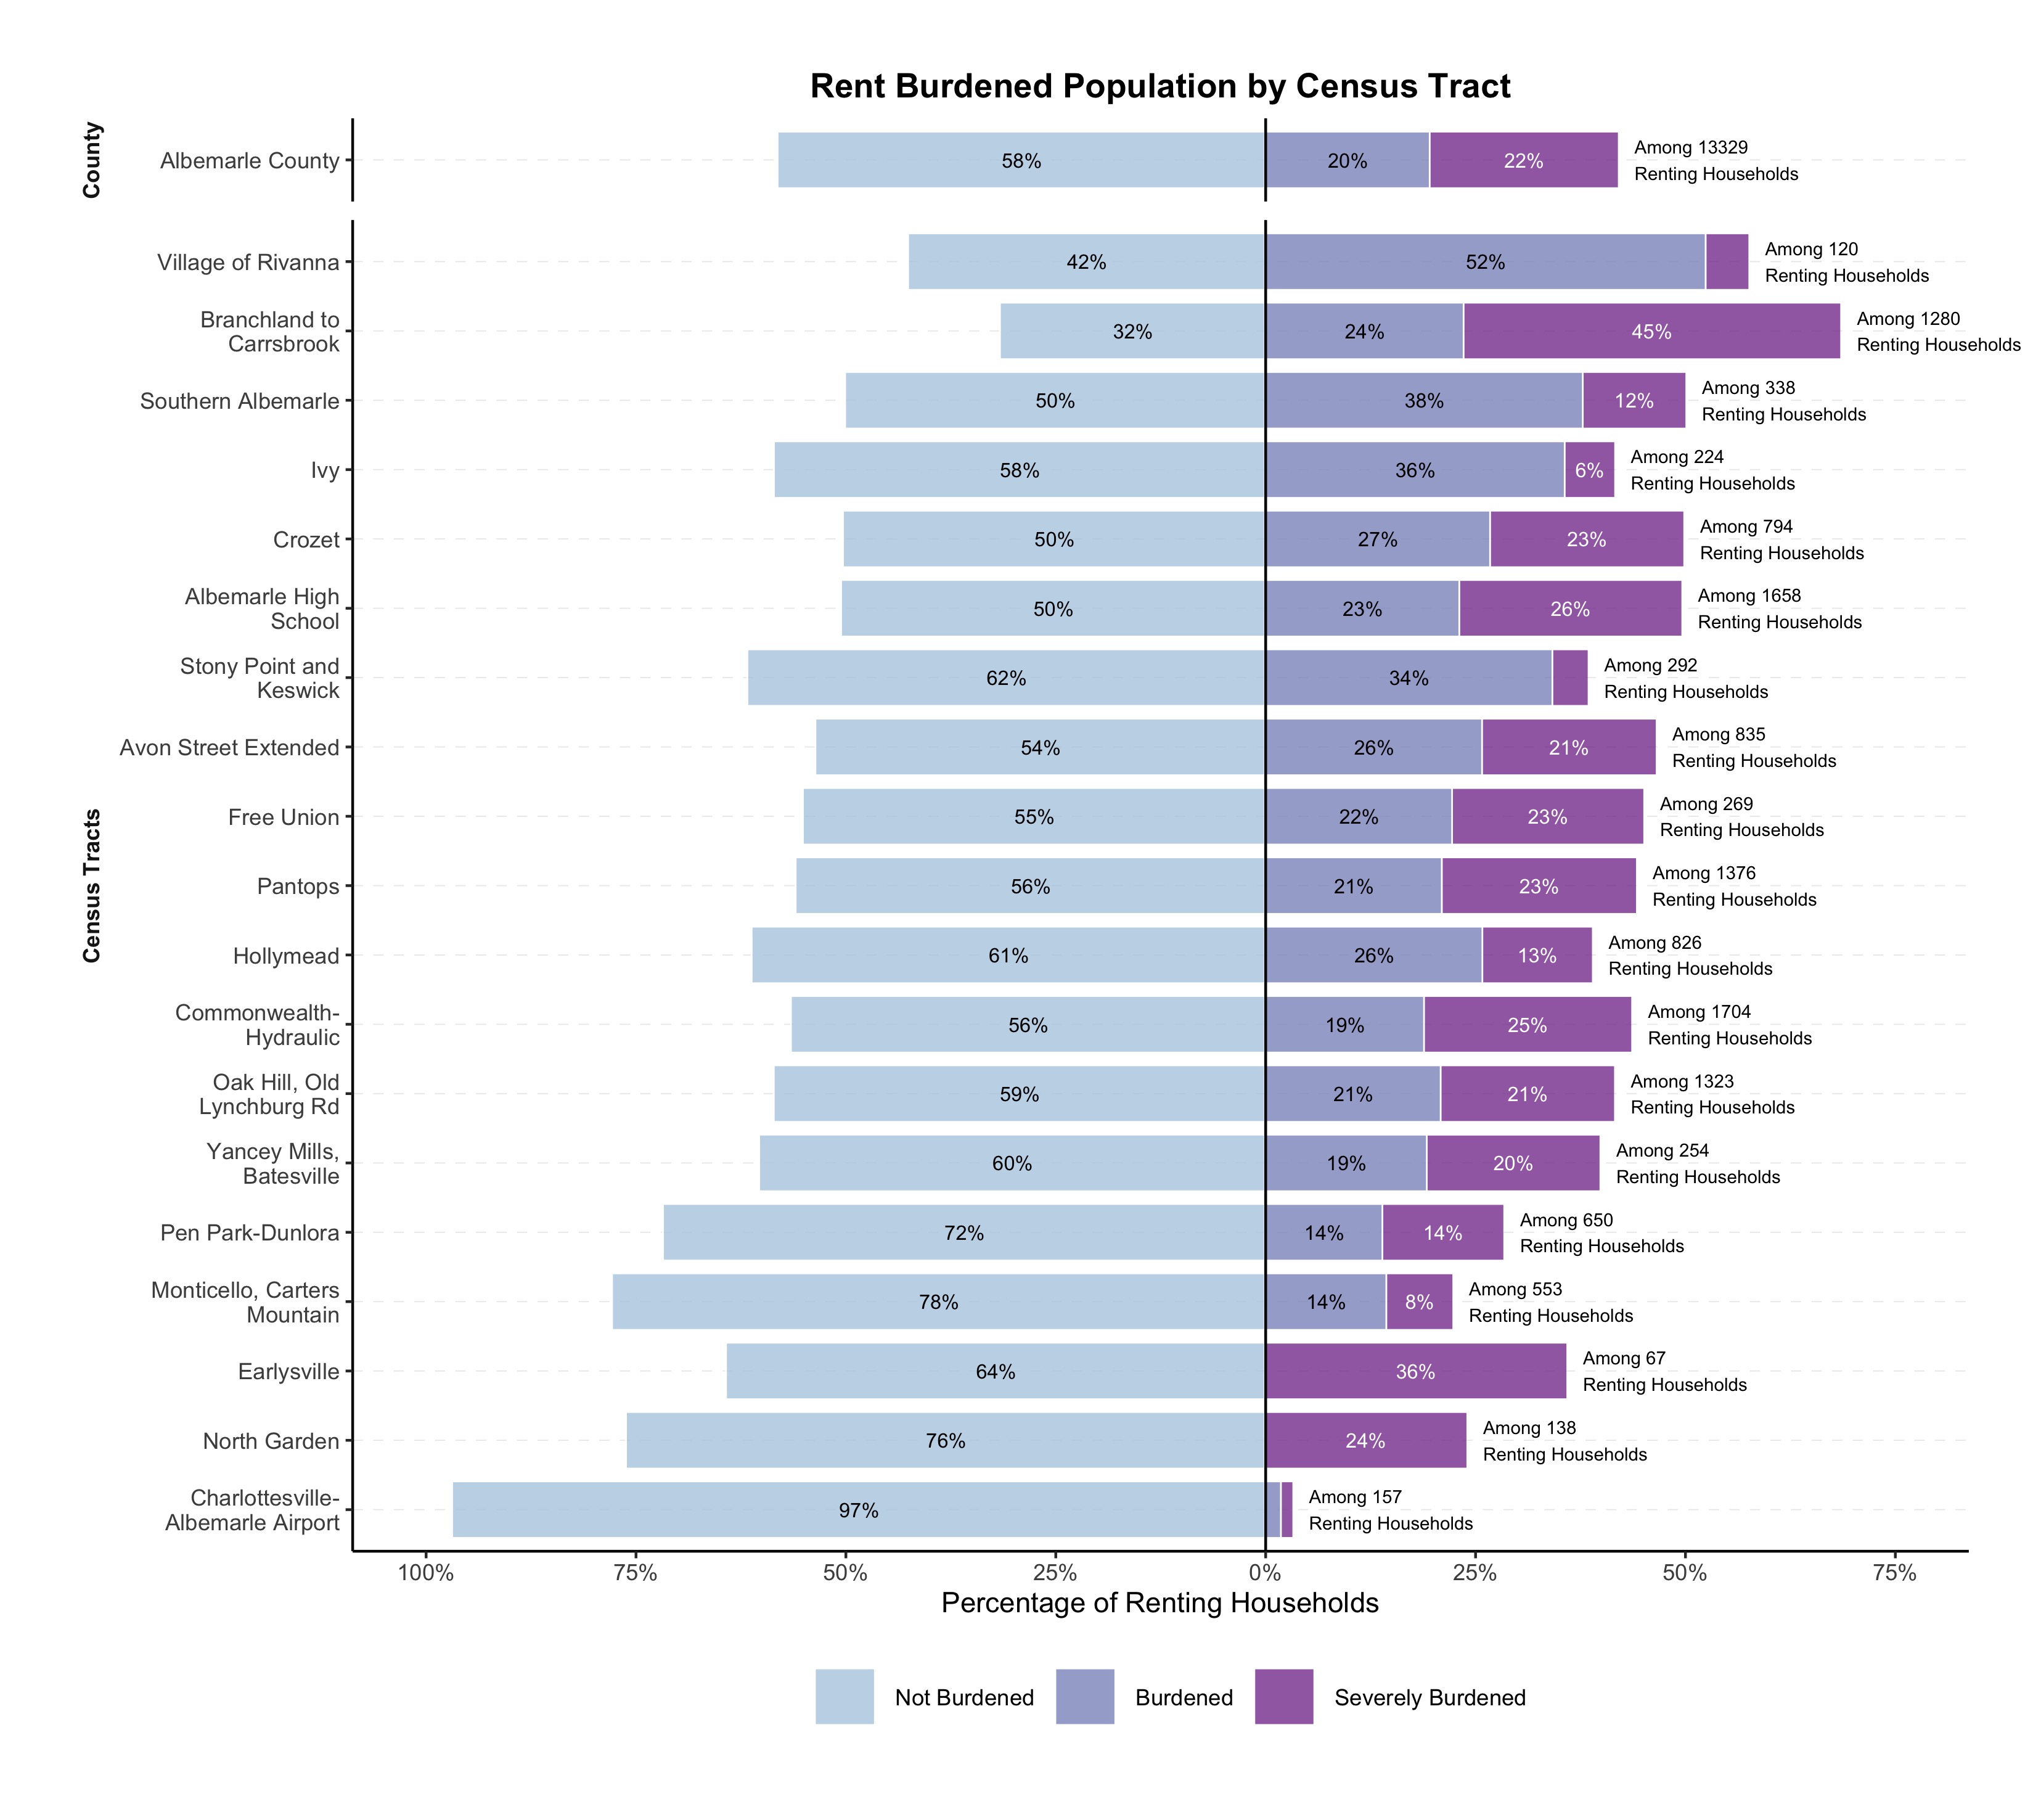 Rent Burdened Population by Census Tract
County
Albemarle County
58%
20%
22%
Among 13329
Renting Households
Census Tracts
Village of Rivanna
42%
52%
Among 120
Renting Households
Branchland to
Carrsbrook
32%
24%
45%
Among 1280
Renting Households
Southern Albemarle
50%
38%
12%
Among 338
Renting Households
Ivy
58%
36%
6%
Among 224
Renting Households
Crozet
50%
27%
23%
Among 794
Renting Households
Albemarle High
School
50%
23%
26%
Among 1658
Renting Households
Stony Point and
Keswick
62%
34%
Among 292
Renting Households
Avon Street Extended
54%
26%
21%
Among 835
Renting Households
Free Union
55%
22%
23%
Among 269
Renting Households
Pantops
56%
21%
23%
Among 1376
Renting Households
Hollymead
61%
26%
13%
Among 826
Renting Households
Commonwealth-
Hydraulic
56%
19%
25%
Among 1704
Renting Households
Oak Hill, Old
Lynchburg Rd
59%
21%
21%
Among 1323
Renting Households
Yancey Mills,
Batesville
60%
19%
20%
Among 254
Renting Households
Pen Park-Dunlora
72%
14%
14%
Among 650
Renting Households
Monticello, Carters
Mountain
78%
14%
8%
Among 553
Renting Households
Earlysville
64%
36%
Among 67
Renting Households
North Garden
76%
24%
Among 138
Renting Households
Charlottesville-
Albemarle Airport
97%
Among 157
Renting Households
100% 75% 50% 25% 0% 25% 50% 75%
Percentage of Renting Households
Not Burdened Burdened Severely Burdened